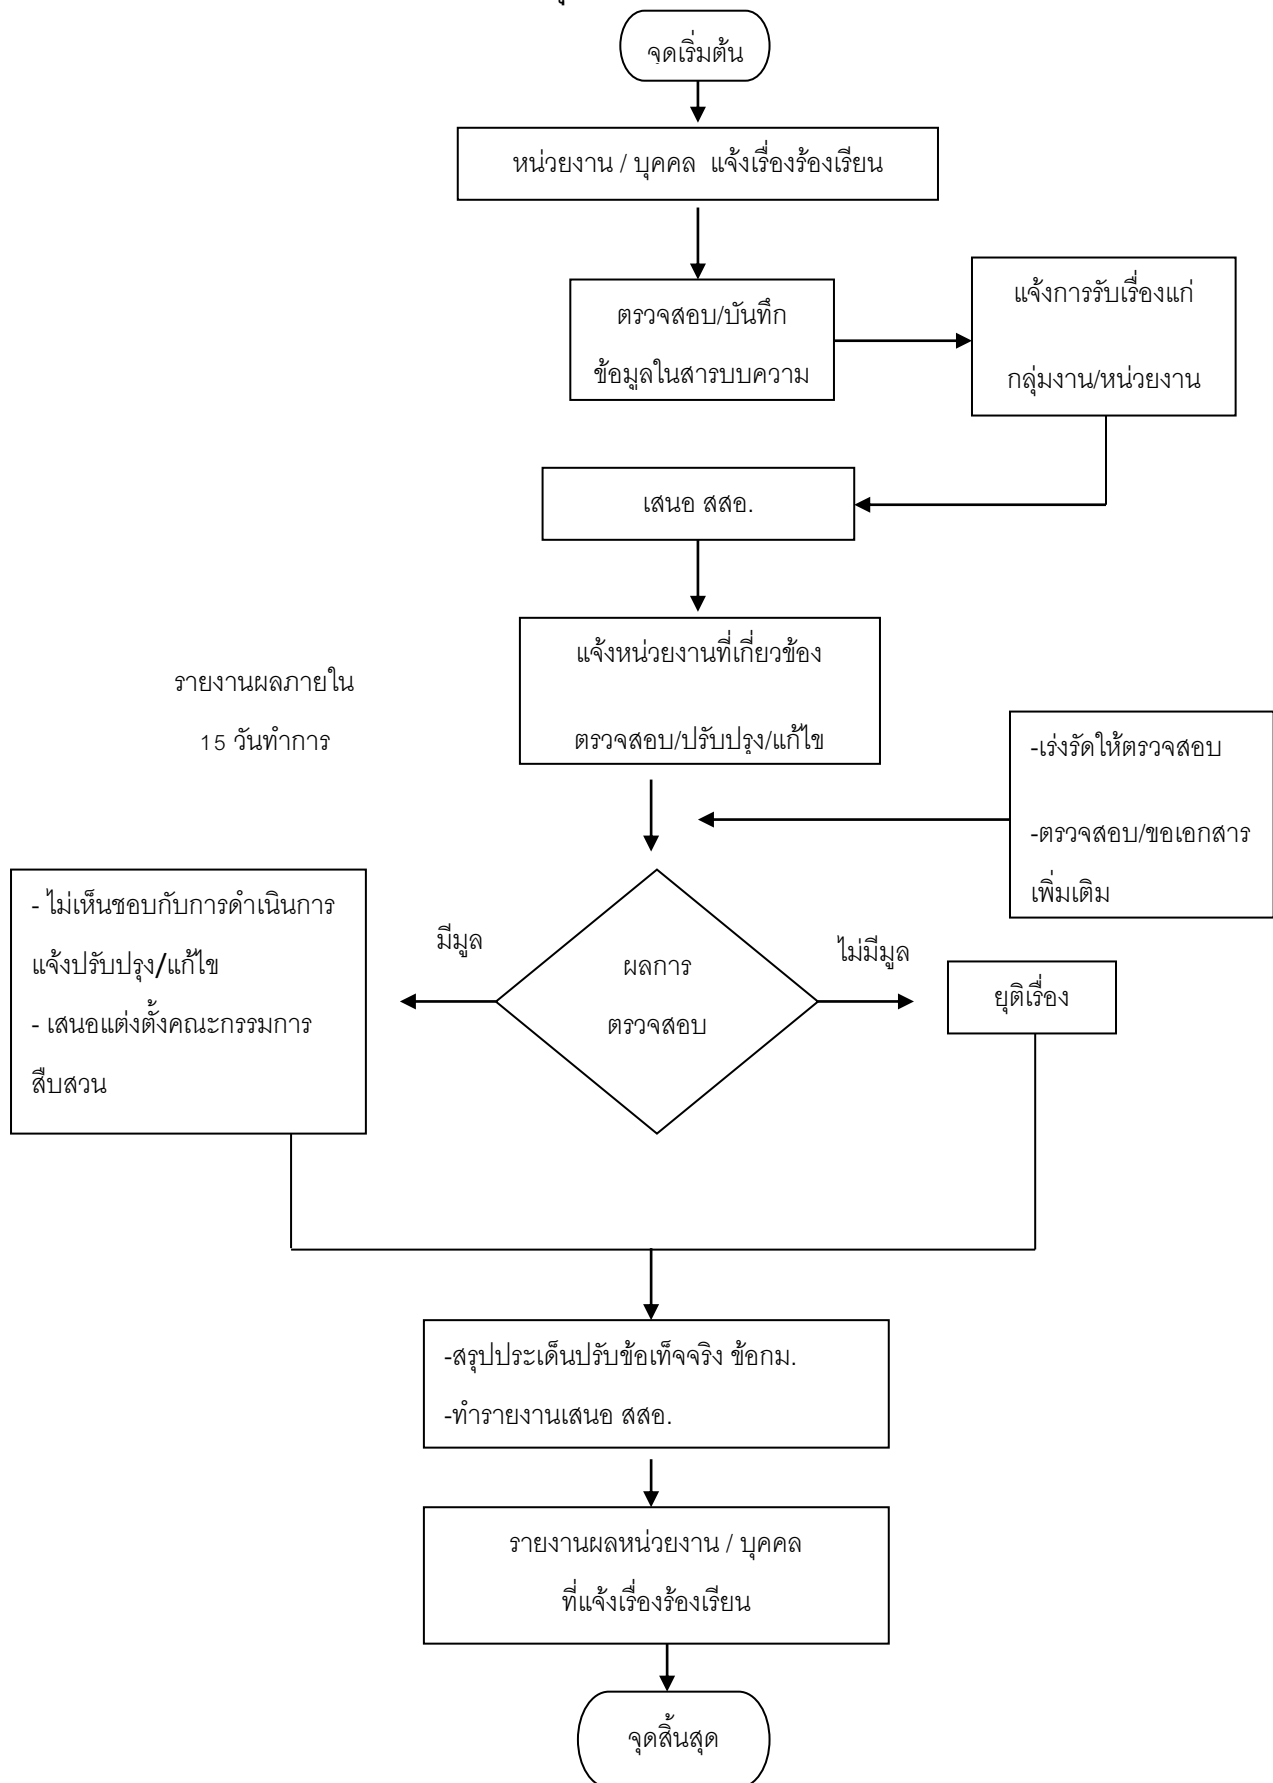 จุดเริ่มต้น
หน่วยงาน / บุคคล แจ้งเรื่องร้องเรียน
ตรวจสอบ/บันทึก
ข้อมูลในสารบบความ
แจ้งการรับเรื่องแก่
กลุ่มงาน/หน่วยงาน
เสนอ สสอ.
แจ้งหน่วยงานที่เกี่ยวข้อง
ตรวจสอบ/ปรับปรุง/แก้ไข
รายงานผลภายใน
15 วันทำการ
-เร่งรัดให้ตรวจสอบ
-ตรวจสอบ/ขอเอกสาร
เพิ่มเติม
- ไม่เห็นชอบกับการดำเนินการ
แจ้งปรับปรุง/แก้ไข
- เสนอแต่งตั้งคณะกรรมการ
สืบสวน
มีมูล
ผลการ
ตรวจสอบ
ไม่มีมูล
ยุติเรื่อง
-สรุปประเด็นปรับข้อเท็จจริง ข้อกม.
-ทำรายงานเสนอ สสอ.
รายงานผลหน่วยงาน / บุคคล
ที่แจ้งเรื่องร้องเรียน
จุดสิ้นสุด